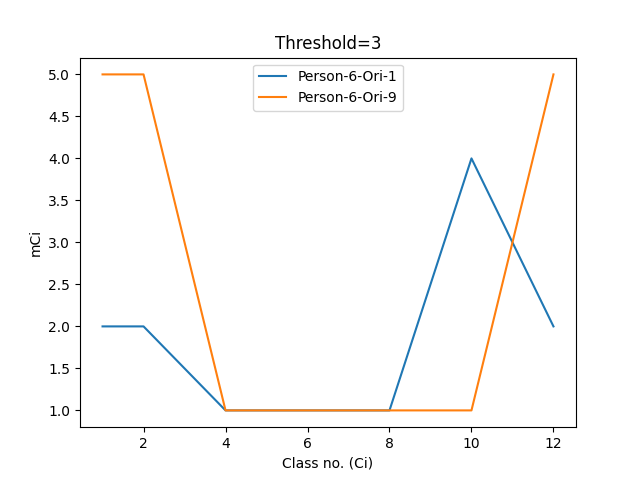 Threshold=3
Person-6-Ori-1
Person-6-Ori-9
5.0
4.5
4.0
3.5
3.0
2.5
2.0
1.5
1.0
mCi
2 4 6 8 10 12
Class no. (Ci)